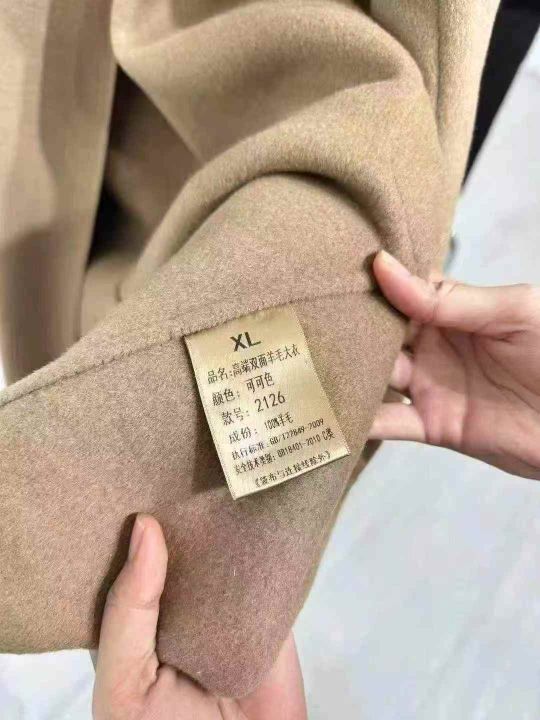 XL
品名:高端双面羊毛大衣
颜色:可可色
款号:2126
成份:100%羊毛
执行标准:GB/T22849-2009
安全技术类别:GB18401-2010 C类